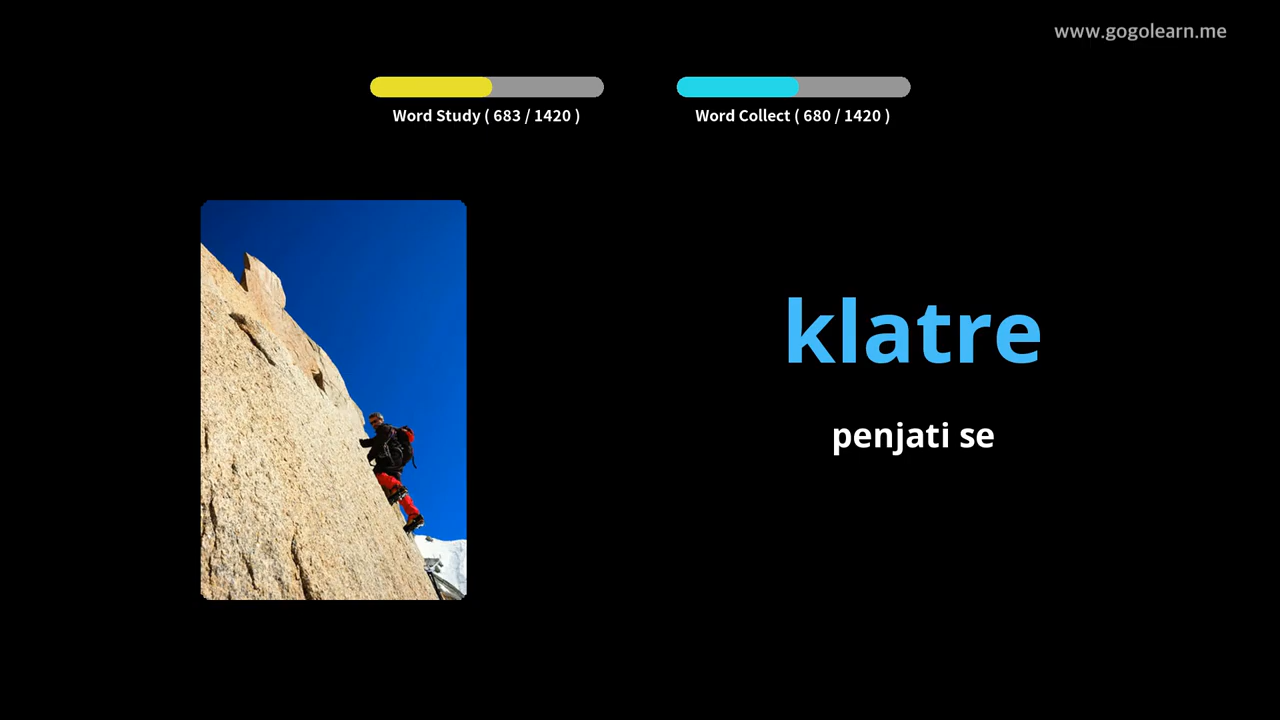 www.gogolearn.me
Word Study ( 683 / 1420 )
Word Collect ( 680 / 1420 )
klatre
penjati se